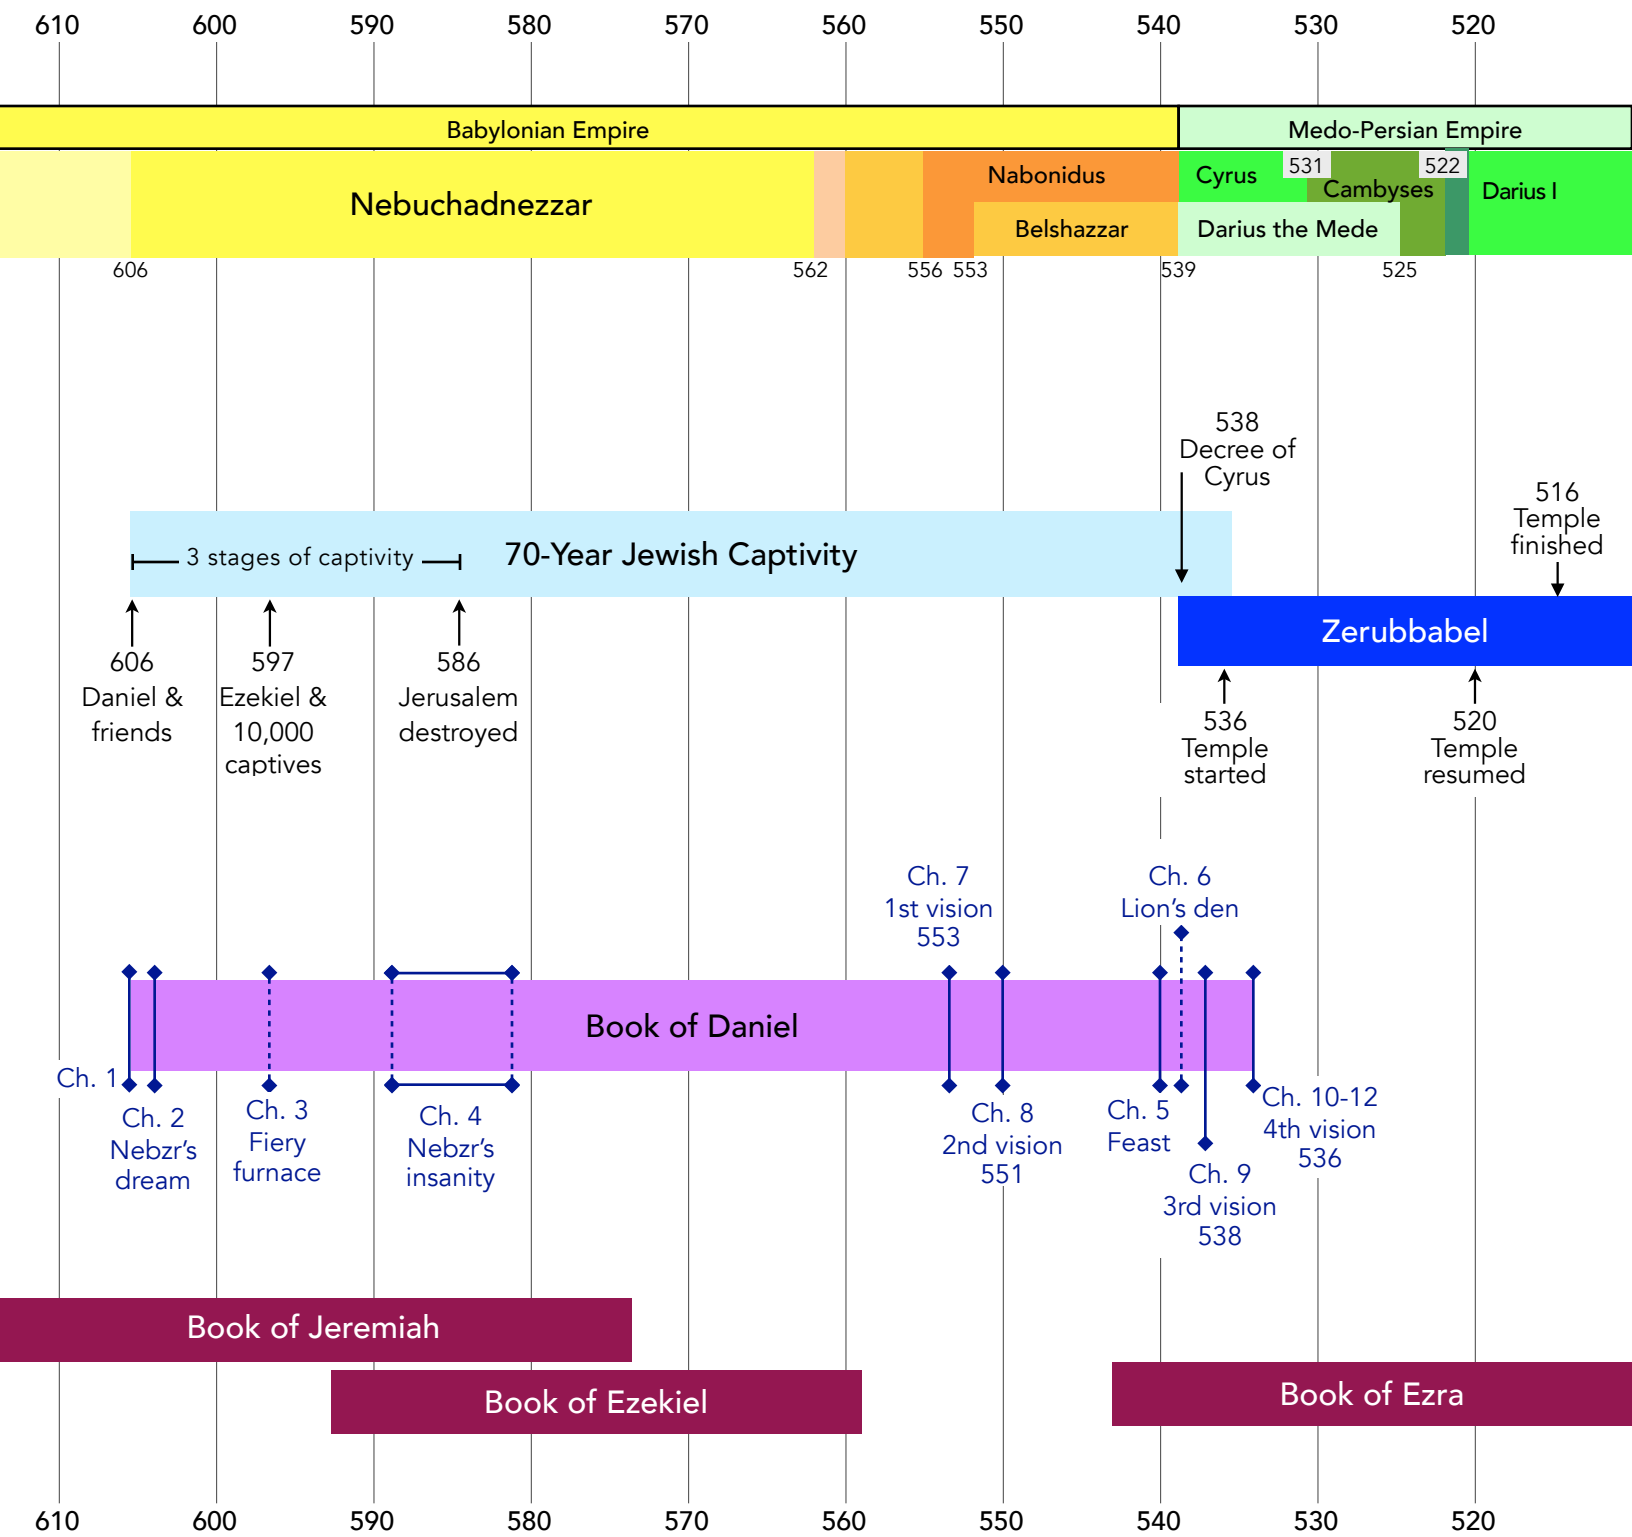 610 600 590 580 570 560 550 540 530 520
Babylonian Empire
Medo-Persian Empire
Nebuchadnezzar
Nabonidus
Belshazzar
Cyrus
531
Cambyses
522
Darius I
Darius the Mede
606
562
556
553
539
525
538
Decree of
Cyrus
516
Temple
finished
3 stages of captivity
70-Year Jewish Captivity
Zerubbabel
606
Daniel &
friends
597
Ezekiel &
10,000
captives
586
Jerusalem
destroyed
536
Temple
started
520
Temple
resumed
Ch. 7
1st vision
553
Ch. 6
Lion’s den
Book of Daniel
Ch. 1
Ch. 2
Nebzr’s
dream
Ch. 3
Fiery
furnace
Ch. 4
Nebzr’s
insanity
Ch. 8
2nd vision
551
Ch. 5
Feast
Ch. 9
3rd vision
538
Ch. 10-12
4th vision
536
Book of Jeremiah
Book of Ezekiel
Book of Ezra
610 600 590 580 570 560 550 540 530 520